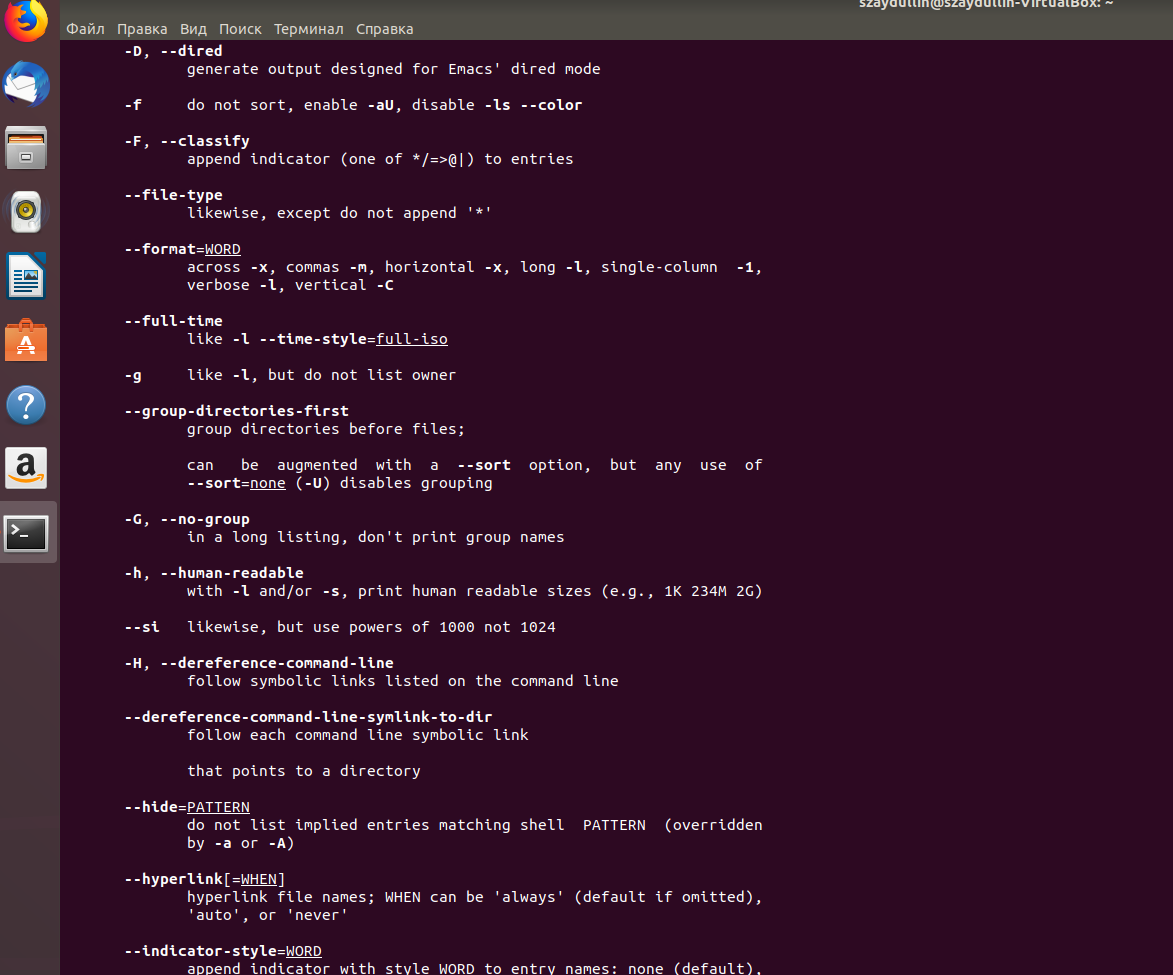 szaydullin@szaydullin-VirtualBox: ~
Файл Правка Вид Поиск Терминал Справка
-D, --dired
generate output designed for Emacs' dired mode
-f do not sort, enable -aU, disable -ls --color
-F, --classify
append indicator (one of */=>@|) to entries
--file-type
likewise, except do not append '*'
--format=WORD
across -x, commas -m, horizontal -x, long -l, single-column -1,
verbose -l, vertical -C
--full-time
like -l --time-style=full-iso
-g like -l, but do not list owner
--group-directories-first
group directories before files;
can be augmented with a --sort option, but any use of
--sort=none (-U) disables grouping
-G, --no-group
in a long listing, don't print group names
-h, --human-readable
with -l and/or -s, print human readable sizes (e.g., 1K 234M 2G)
--si likewise, but use powers of 1000 not 1024
-H, --dereference-command-line
follow symbolic links listed on the command line
--dereference-command-line-symlink-to-dir
follow each command line symbolic link
that points to a directory
--hide=PATTERN
do not list implied entries matching shell PATTERN (overridden
by -a or -A)
--hyperlink[=WHEN]
hyperlink file names; WHEN can be 'always' (default if omitted),
'auto', or 'never'
--indicator-style=WORD
append indicator with style WORD to entry names: none (default),